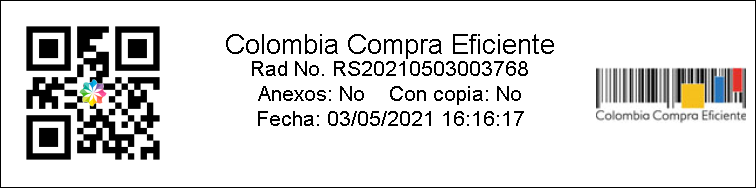 Colombia Compra Eficiente
Rad No. RS20210503003768
Anexos: No Con copia: No
Fecha: 03/05/2021 16:16:17
Colombia Compra Eficiente